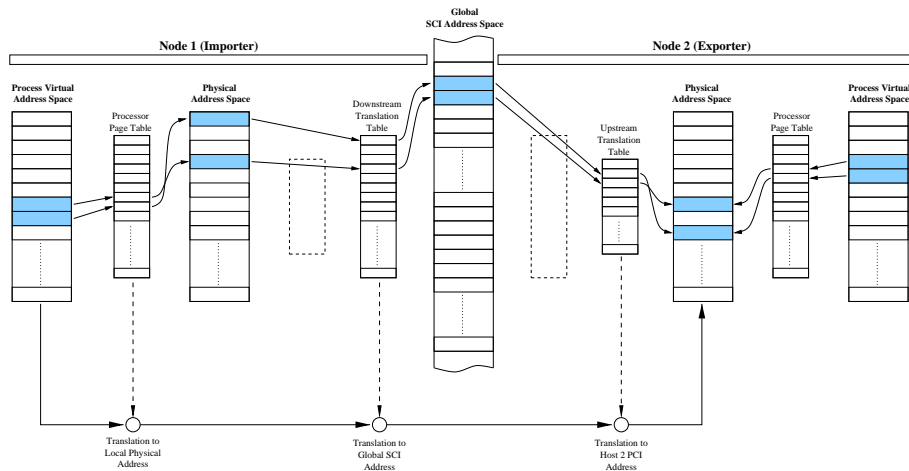 Global
SCI Address Space
Node 1 (Importer)
Node 2 (Exporter)
Process Virtual
Address Space
Processor
Page Table
Physical
Address Space
Downstream
Translation
Table
Upstream
Translation
Table
Physical
Address Space
Processor
Page Table
Process Virtual
Address Space
Translation to
Local Physical
Address
Translation to
Global SCI
Address
Translation to
Host 2 PCI
Address